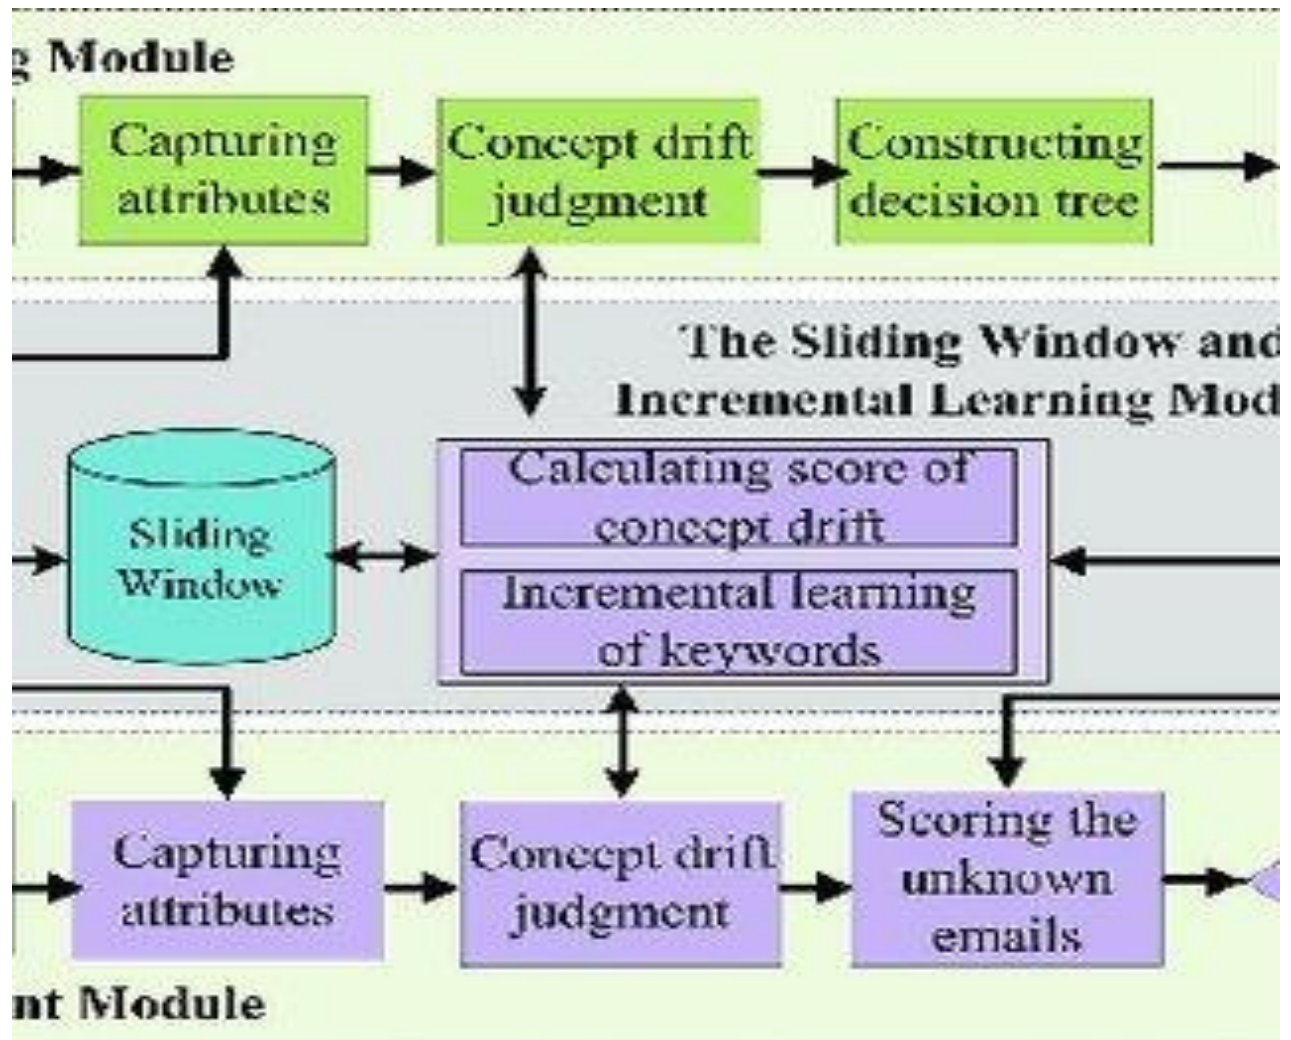 g Module
Capturing
attributes
Concept drift
judgment
Constructing
decision tree
The Sliding Window and
Incremental Learning Mod
Sliding
Window
Calculating score of
concept drift
Incremental learning
of keywords
Capturing
attributes
Concept drift
judgment
Scoring the
unknown
emails
nt Module